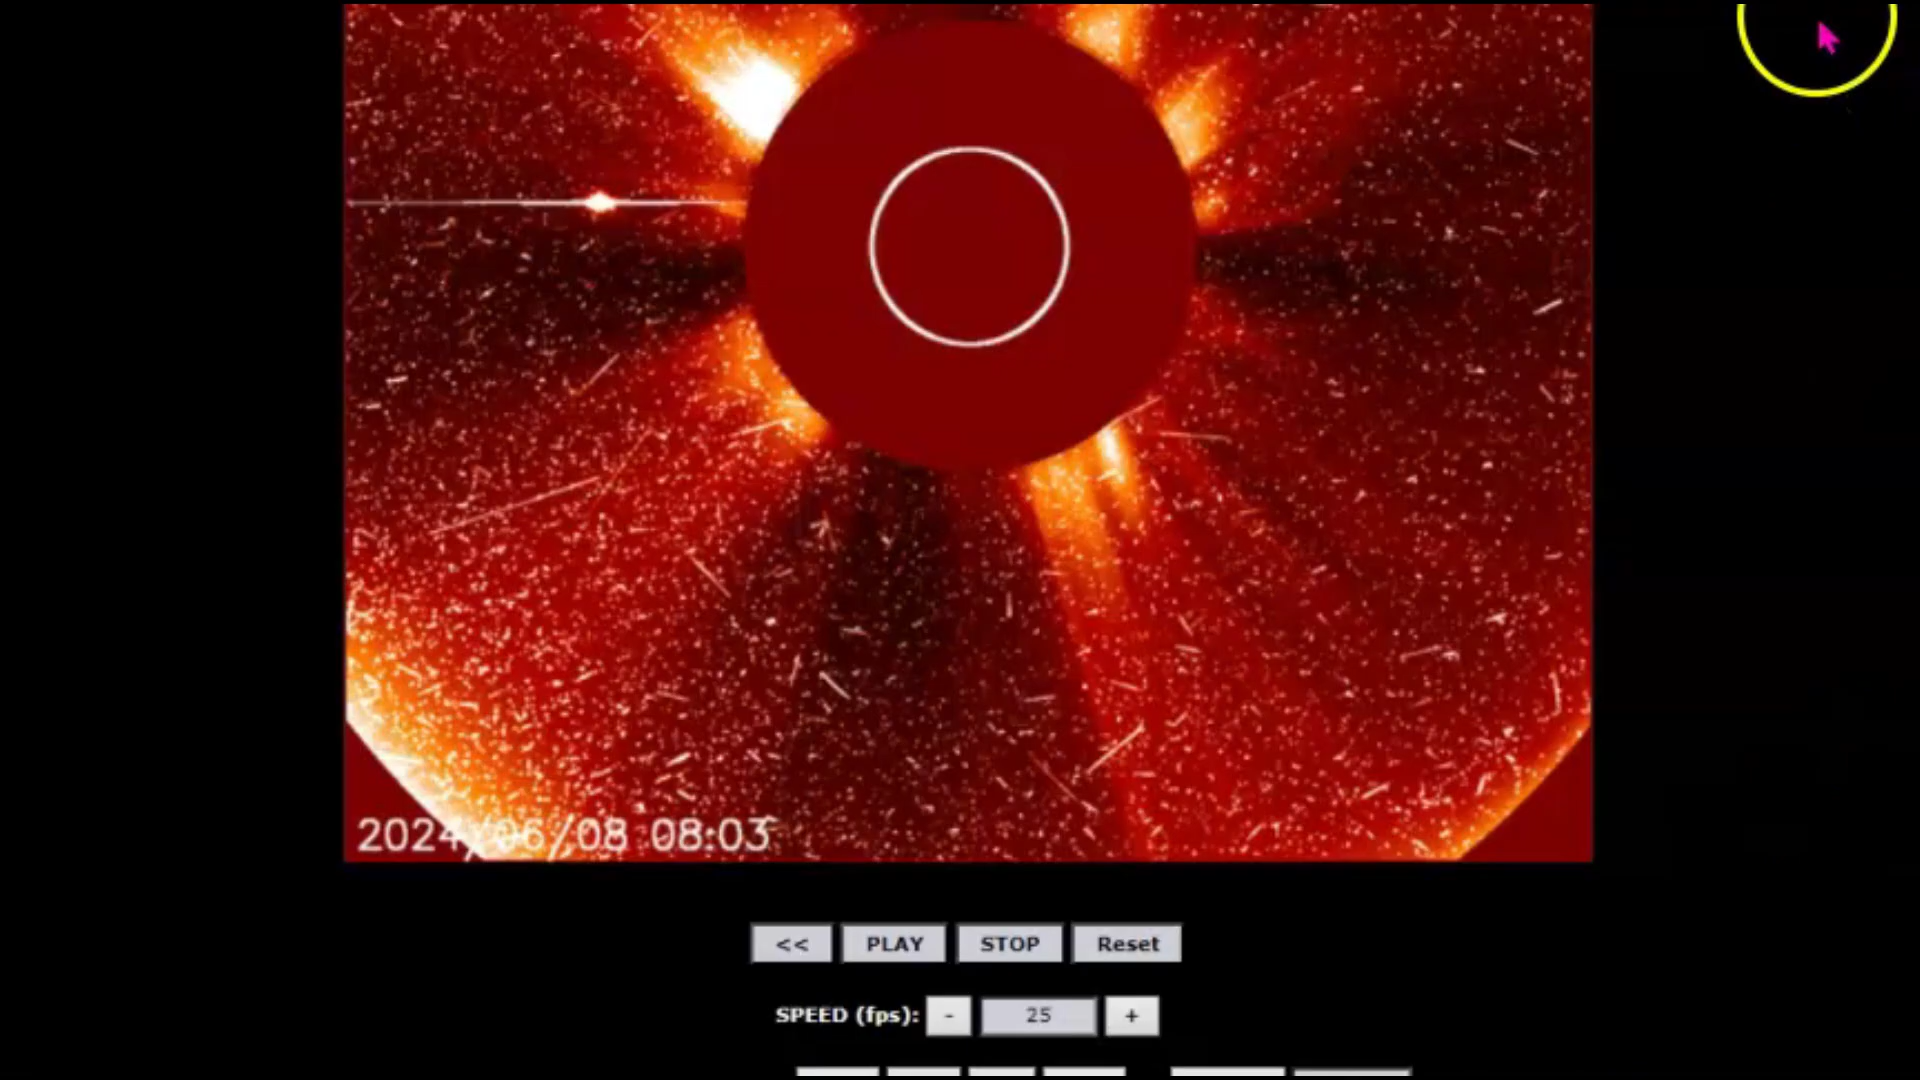 2024/06/08 08:03
<< PLAY STOP Reset
SPEED (fps): - 25 +